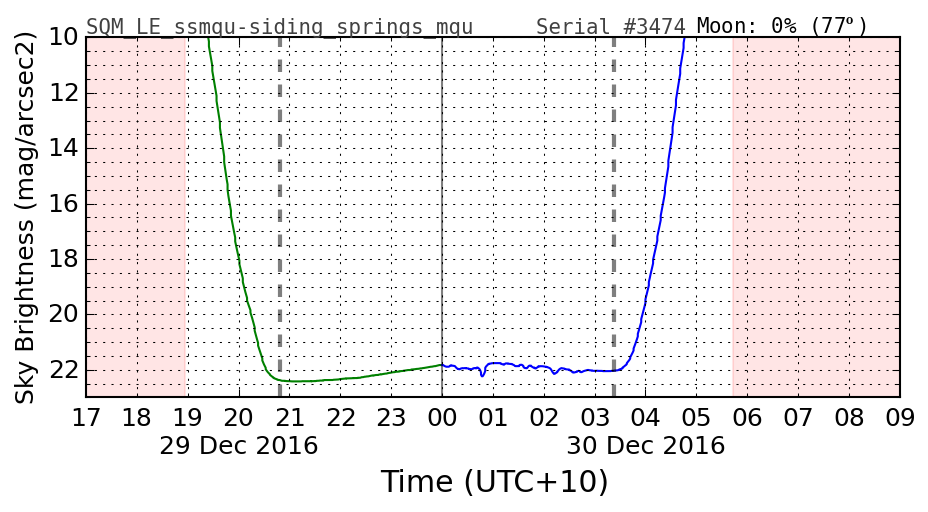 SQM_LE_ssmqu-siding_springs_mqu Serial #3474 Moon: 0% (77º)
Sky Brightness (mag/arcsec2)
10
12
14
16
18
20
22
17 18 19 20 21 22 23 00 01 02 03 04 05 06 07 08 09
29 Dec 2016 30 Dec 2016
Time (UTC+10)